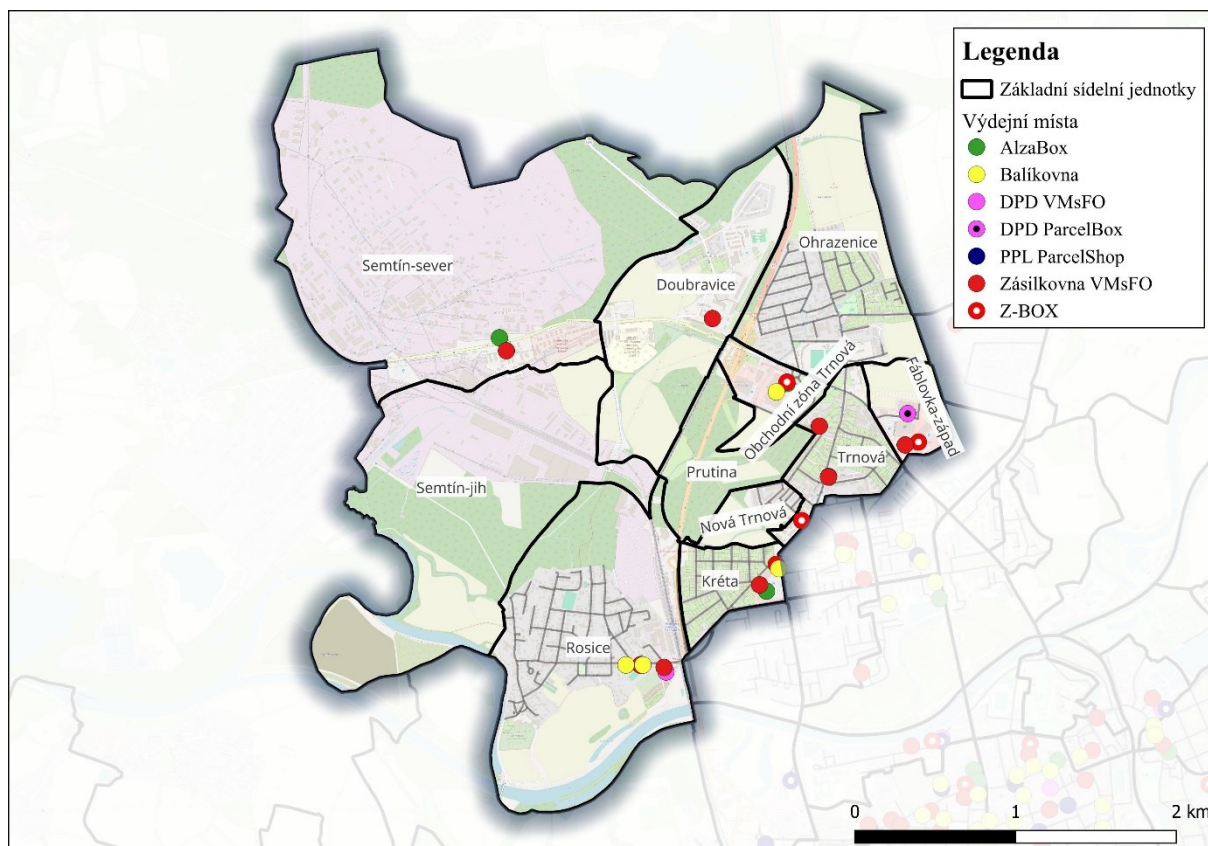 Legenda
Základní sídelní jednotky
Výdejní místa
AlzaBox
Balíkovna
DPD VMsFO
DPD ParcelBox
PPL ParcelShop
Zásilkovna VMsFO
Z-BOX
Ohrazenice
Semtín-sever
Doubravice
Obchodní zóna Trnová
Fáblovka-západ
Trnová
Prutina
Semtín-jih
Nová Trnová
Kréta
Rosice
0 1 2 km